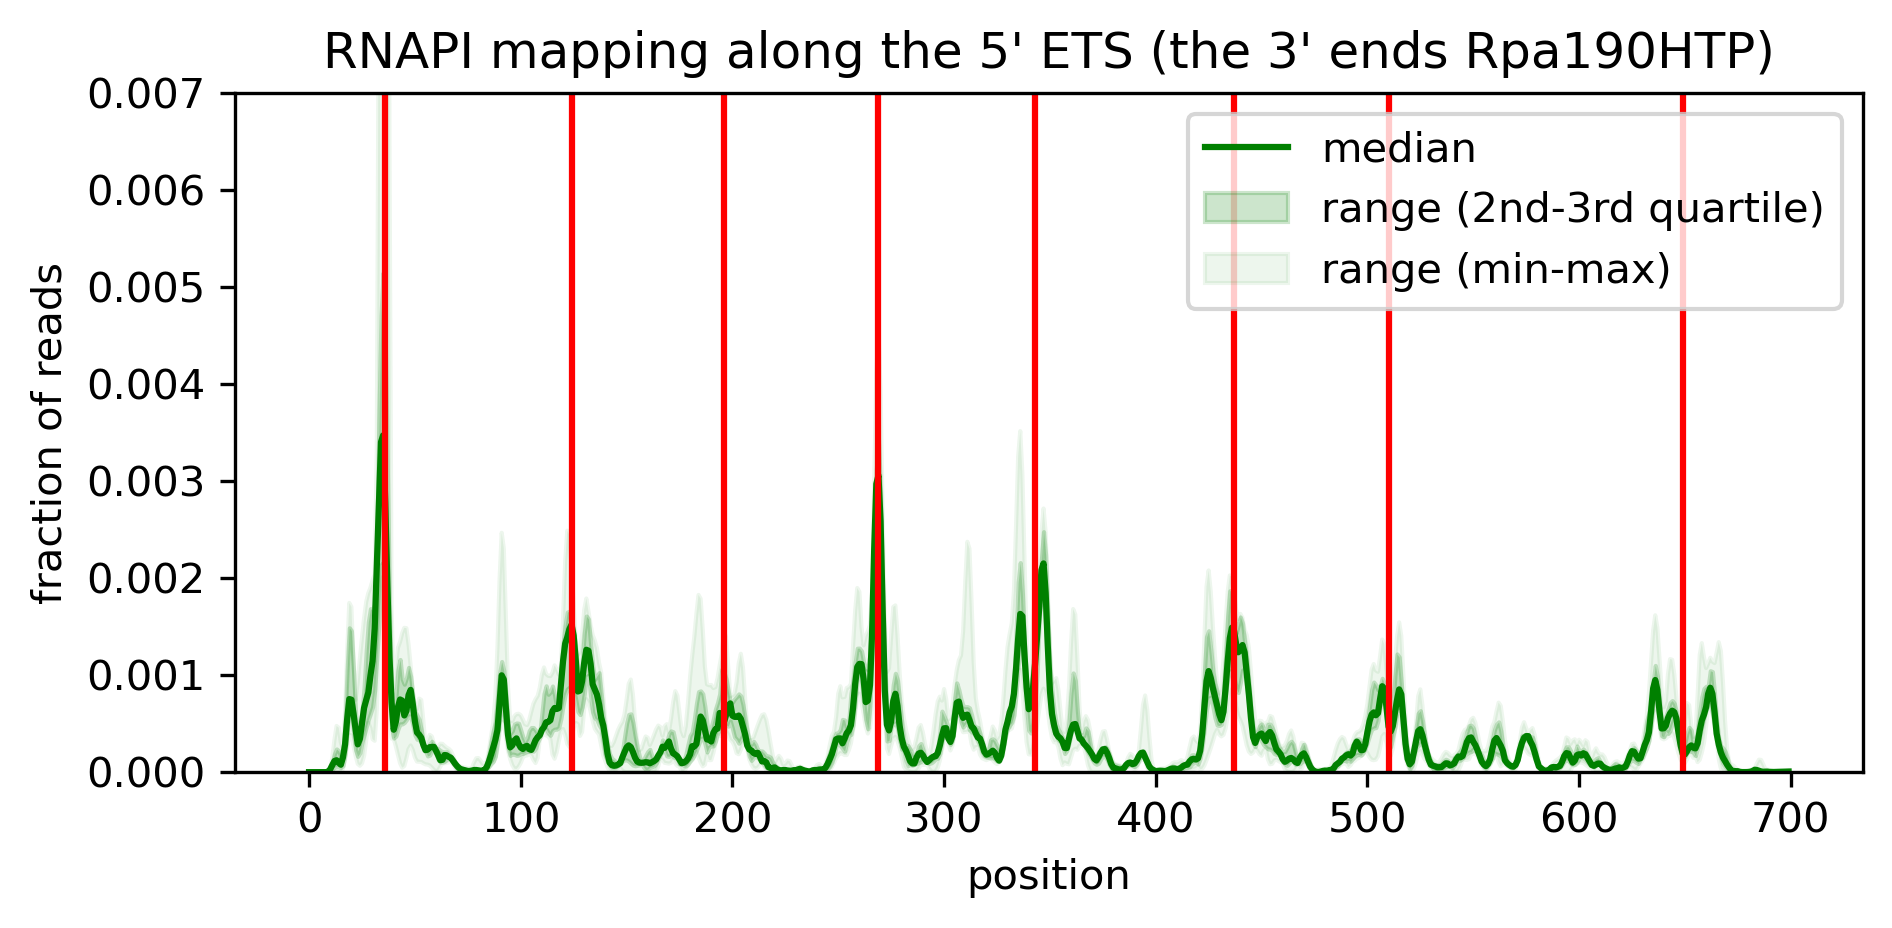 RNAPI mapping along the 5' ETS (the 3' ends Rpa190HTP)
0.007
0.006
0.005
0.004
0.003
0.002
0.001
0.000
fraction of reads
median
range (2nd-3rd quartile)
range (min-max)
0 100 200 300 400 500 600 700
position